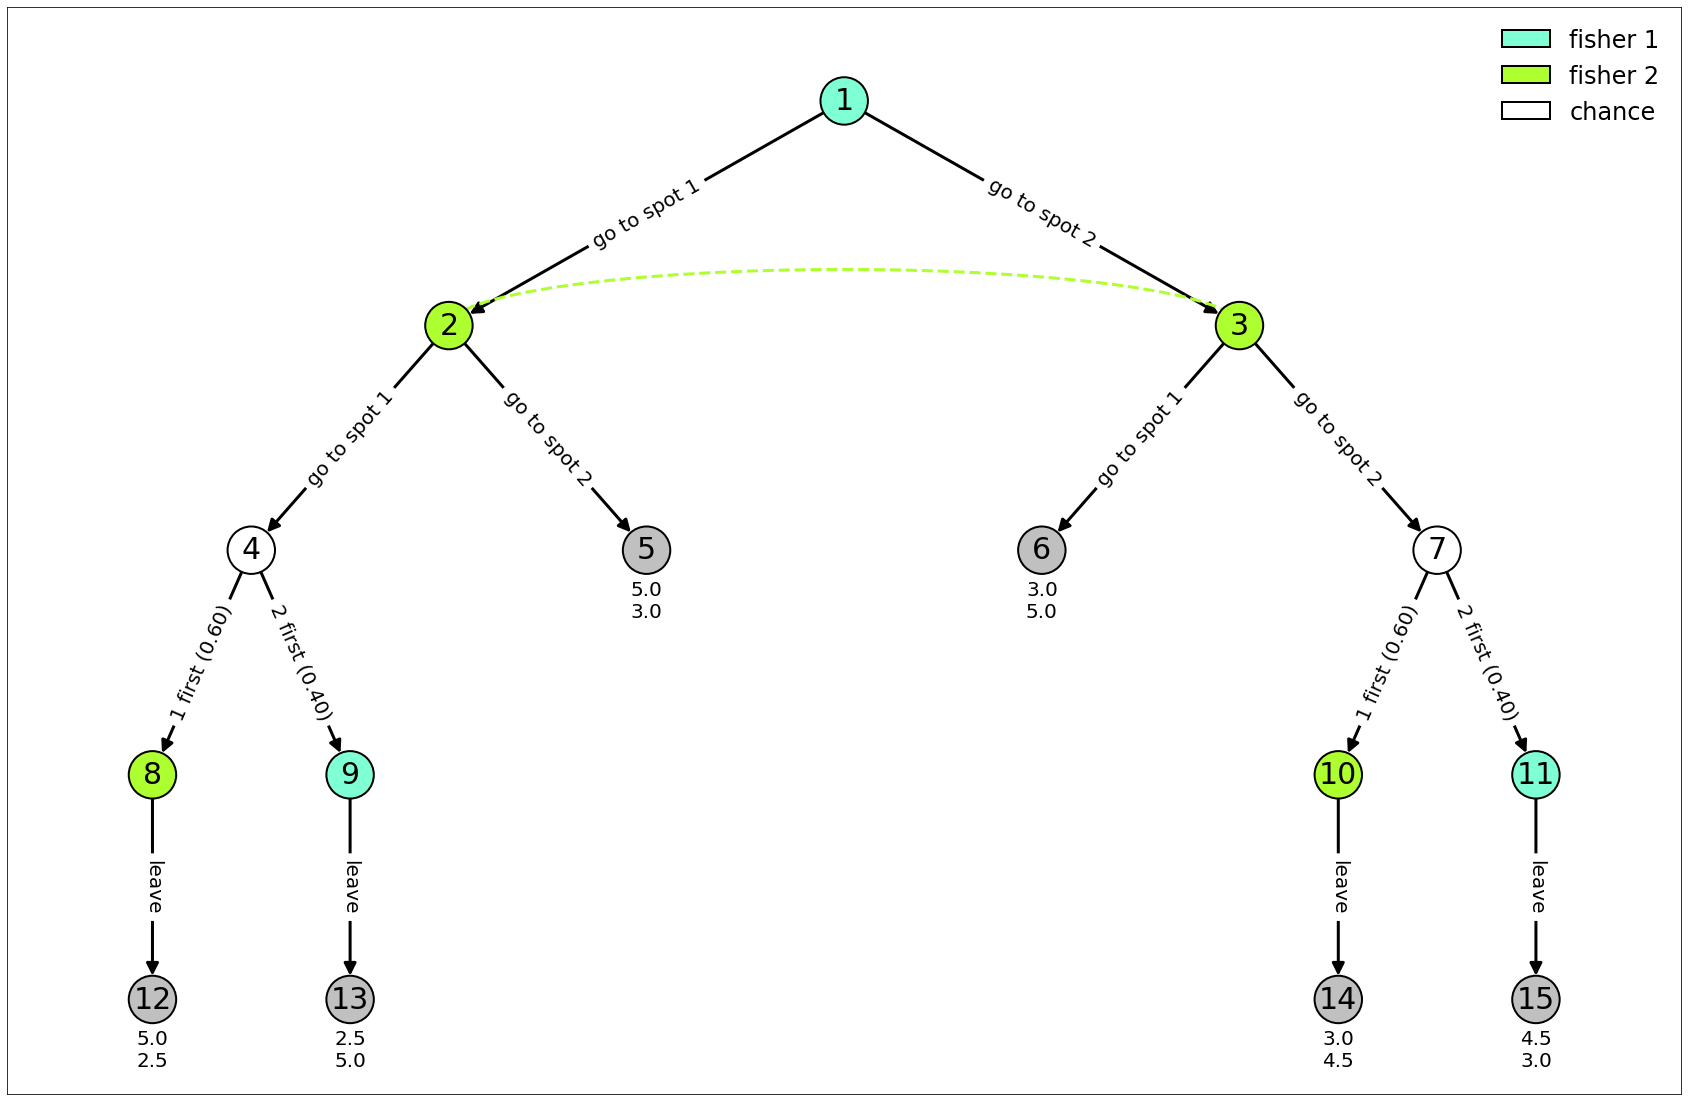 fisher 1
fisher 2
chance
1
go to spot 1
go to spot 2
2
3
go to spot 1
go to spot 2
go to spot 1
go to spot 2
4
5
6
7
5.0
3.0
3.0
5.0
1 first (0.60)
2 first (0.40)
1 first (0.60)
2 first (0.40)
8
9
10
11
leave
leave
leave
leave
12
13
14
15
5.0
2.5
2.5
5.0
3.0
4.5
4.5
3.0